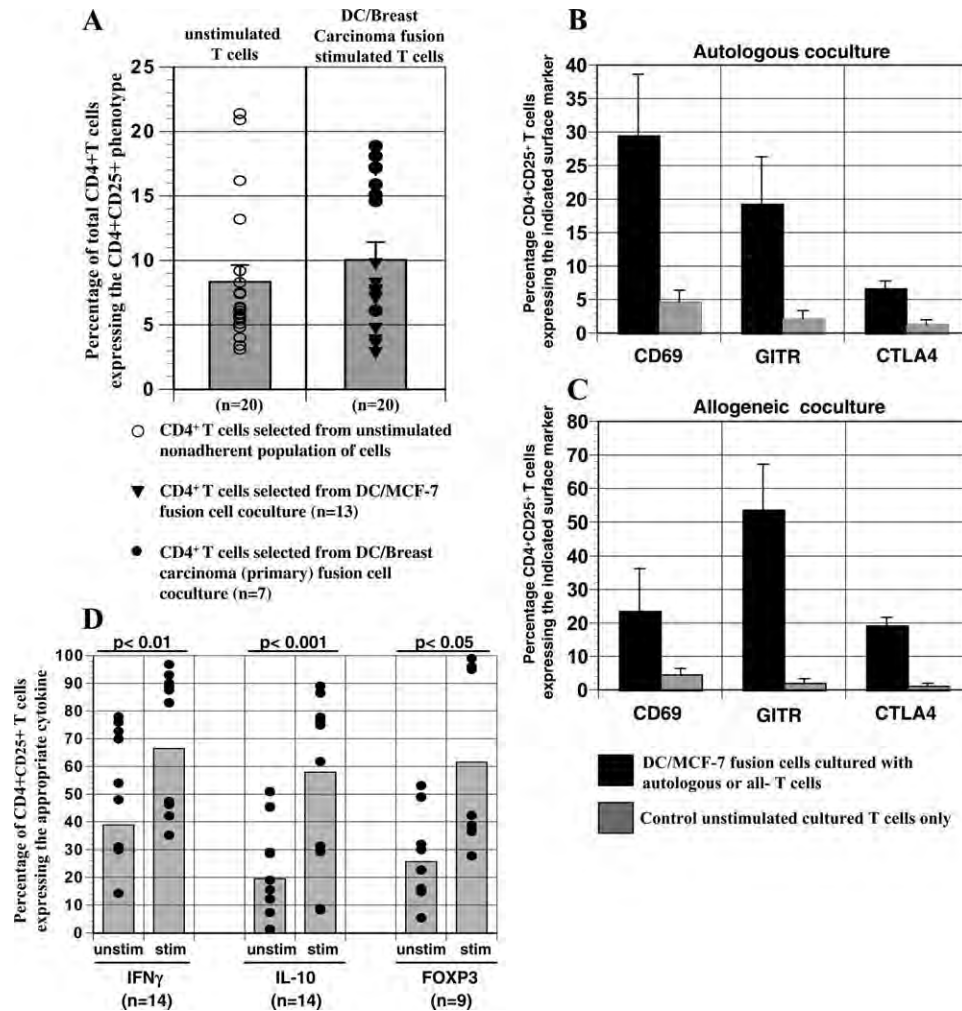 A
unstimulated
T cells
DC/Breast
Carcinoma fusion
stimulated T cells
Percentage of total CD4+T cells
expressing the CD4+CD25+ phenotype
25
20
15
10
5
0
(n=20)
(n=20)
CD4+ T cells selected from unstimulated
nonadherent population of cells
CD4+ T cells selected from DC/MCF-7
fusion cell coculture (n=13)
CD4+ T cells selected from DC/Breast
carcinoma (primary) fusion cell
coculture (n=7)
B
Autologous coculture
Percentage CD4+CD25+ T cells
expressing the indicated surface marker
40
35
30
25
20
15
10
5
0
CD69
GITR
CTLA4
C
Allogeneic coculture
Percentage CD4+CD25+ T cells
expressing the indicated surface marker
80
70
60
50
40
30
20
10
0
CD69
GITR
CTLA4
DC/MCF-7 fusion cells cultured with
autologous or all- T cells
Control unstimulated cultured T cells only
D
p< 0.01
p< 0.001
p< 0.05
Percentage of CD4+CD25+ T cells
expressing the appropriate cytokine
100
90
80
70
60
50
40
30
20
10
0
unstim stim
unstim stim
unstim stim
IFNγ
(n=14)
IL-10
(n=14)
FOXP3
(n=9)